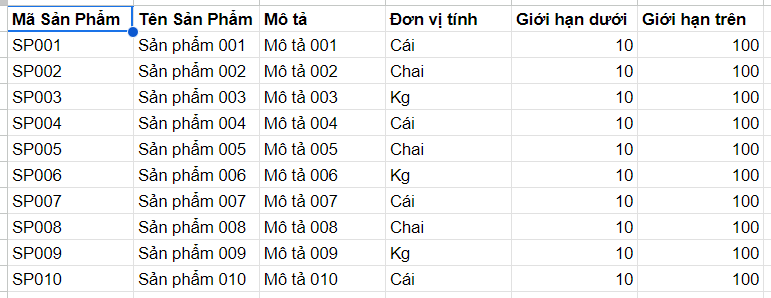 Mã Sản Phẩm Tên Sản Phẩm Mô tả Đơn vị tính Giới hạn dưới Giới hạn trên
SP001 Sản phẩm 001 Mô tả 001 Cái 10 100
SP002 Sản phẩm 002 Mô tả 002 Chai 10 100
SP003 Sản phẩm 003 Mô tả 003 Kg 10 100
SP004 Sản phẩm 004 Mô tả 004 Cái 10 100
SP005 Sản phẩm 005 Mô tả 005 Chai 10 100
SP006 Sản phẩm 006 Mô tả 006 Kg 10 100
SP007 Sản phẩm 007 Mô tả 007 Cái 10 100
SP008 Sản phẩm 008 Mô tả 008 Chai 10 100
SP009 Sản phẩm 009 Mô tả 009 Kg 10 100
SP010 Sản phẩm 010 Mô tả 010 Cái 10 100